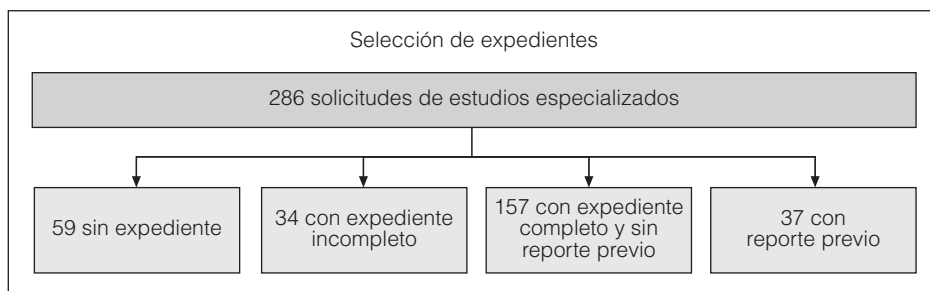 Selección de expedientes
286 solicitudes de estudios especializados
59 sin expediente
34 con expediente
incompleto
157 con expediente
completo y sin
reporte previo
37 con
reporte previo